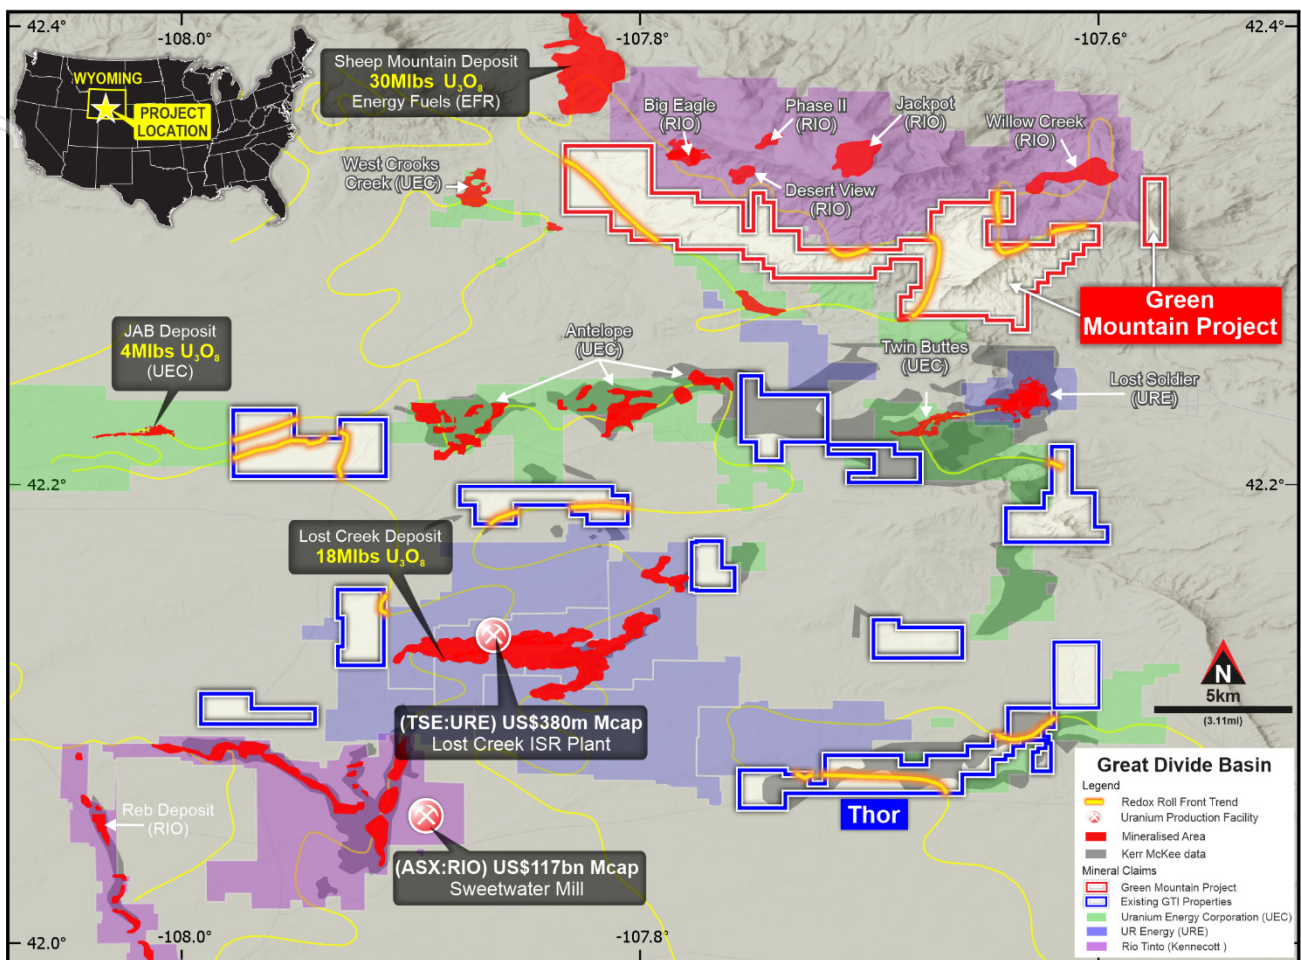 42.4°
-108.0°
-107.8°
-107.6°
42.4°
WYOMING
PROJECT
LOCATION
Sheep Mountain Deposit
30Mlbs U₃O₈
Energy Fuels (EFR)
Big Eagle
(RIO)
Phase II
(RIO)
Jackpot
(RIO)
Willow Creek
(RIO)
West Crooks
Creek (UEC)
Desert View
(RIO)
Green
Mountain Project
JAB Deposit
4Mlbs U₃O₈
(UEC)
Antelope
(UEC)
Twin Buttes
(UEC)
Lost Soldier
(URE)
42.2°
42.2°
Lost Creek Deposit
18Mlbs U₃O₈
(TSE:URE) US$380m Mcap
Lost Creek ISR Plant
N
5km
(3.11mi)
Reb Deposit
(RIO)
Thor
(ASX:RIO) US$117bn Mcap
Sweetwater Mill
Great Divide Basin
Legend
Redox Roll Front Trend
Uranium Production Facility
Mineralised Area
Kerr McKee data
Mineral Claims
Green Mountain Project
Existing GTI Properties
Uranium Energy Corporation (UEC)
UR Energy (URE)
Rio Tinto (Kennecott )
42.0°
-108.0°
-107.8°